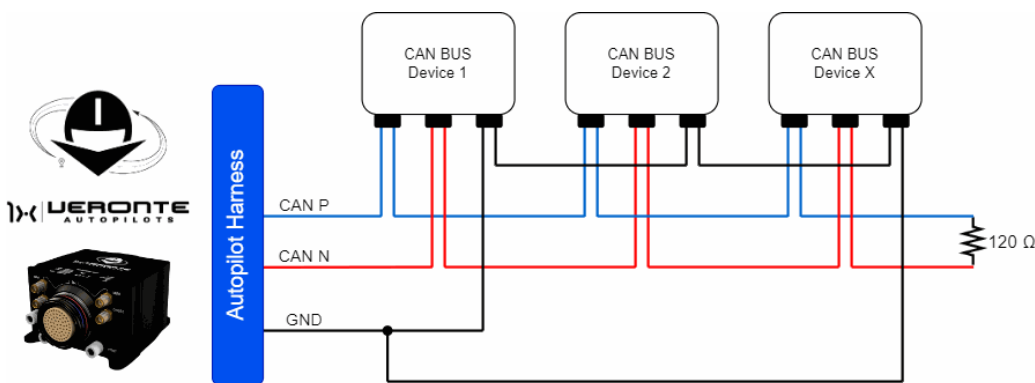 CAN BUS
Device 1
CAN BUS
Device 2
CAN BUS
Device X
VERONTE
AUTOPILOTS
Autopilot Harness
CAN P
CAN N
GND
120 Ω